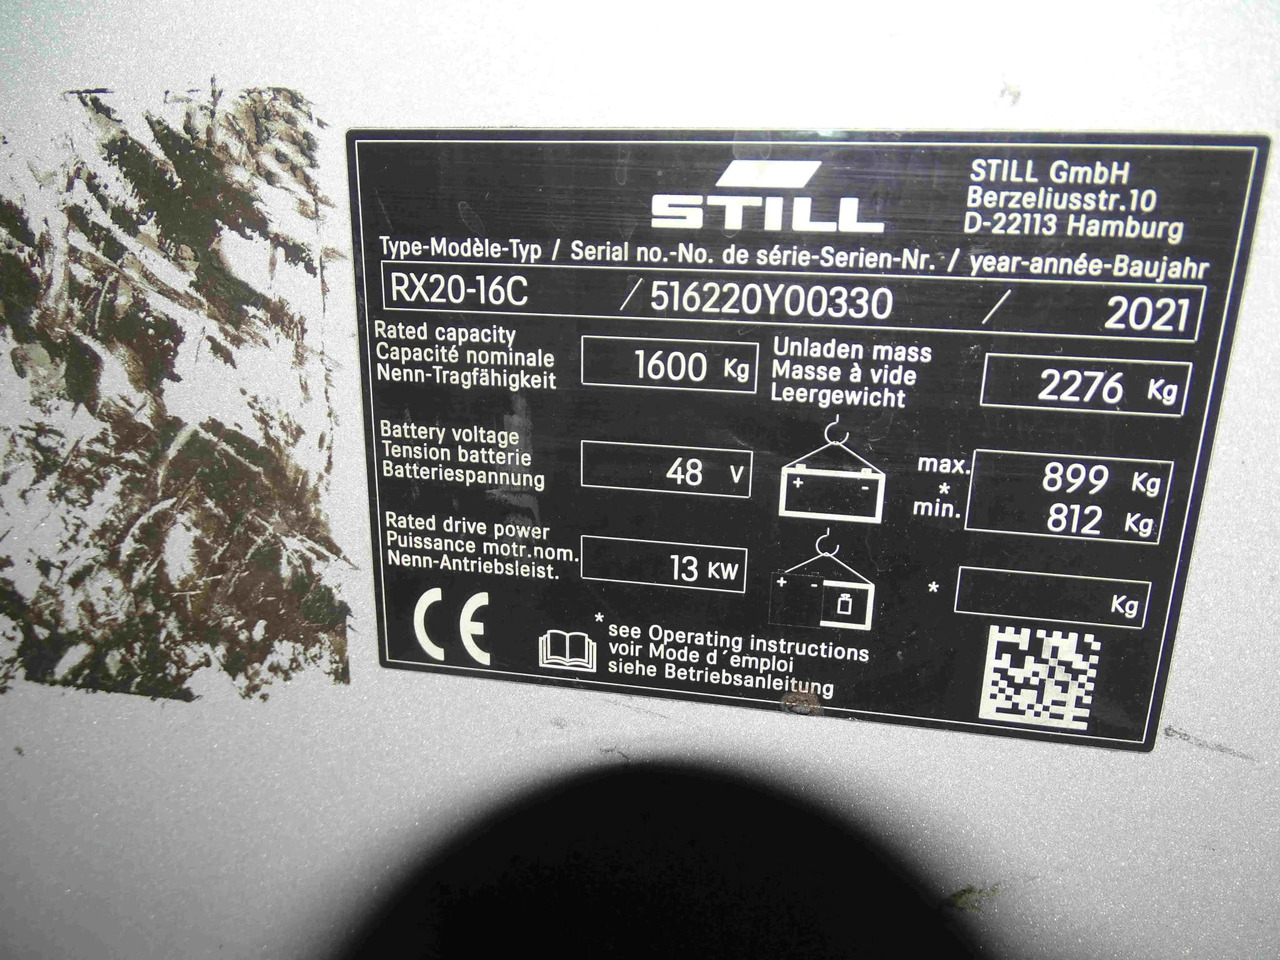 STILL
STILL GmbH
Berzeliusstr.10
D-22113 Hamburg
Type-Modèle-Typ / Serial no.-No. de série-Serien-Nr. / year-année-Baujahr
RX20-16C / 516220Y00330 / 2021
Rated capacity
Capacité nominale
Nenn-Tragfähigkeit
1600 Kg
Unladen mass
Masse à vide
Leergewicht
2276 Kg
Battery voltage
Tension batterie
Batteriespannung
48 V
+ -
max.
*
min.
899 Kg
812 Kg
Rated drive power
Puissance motr.nom.
Nenn-Antriebsleist.
13 KW
+ -
*
Kg
CE
* see Operating instructions
voir Mode d'emploi
siehe Betriebsanleitung